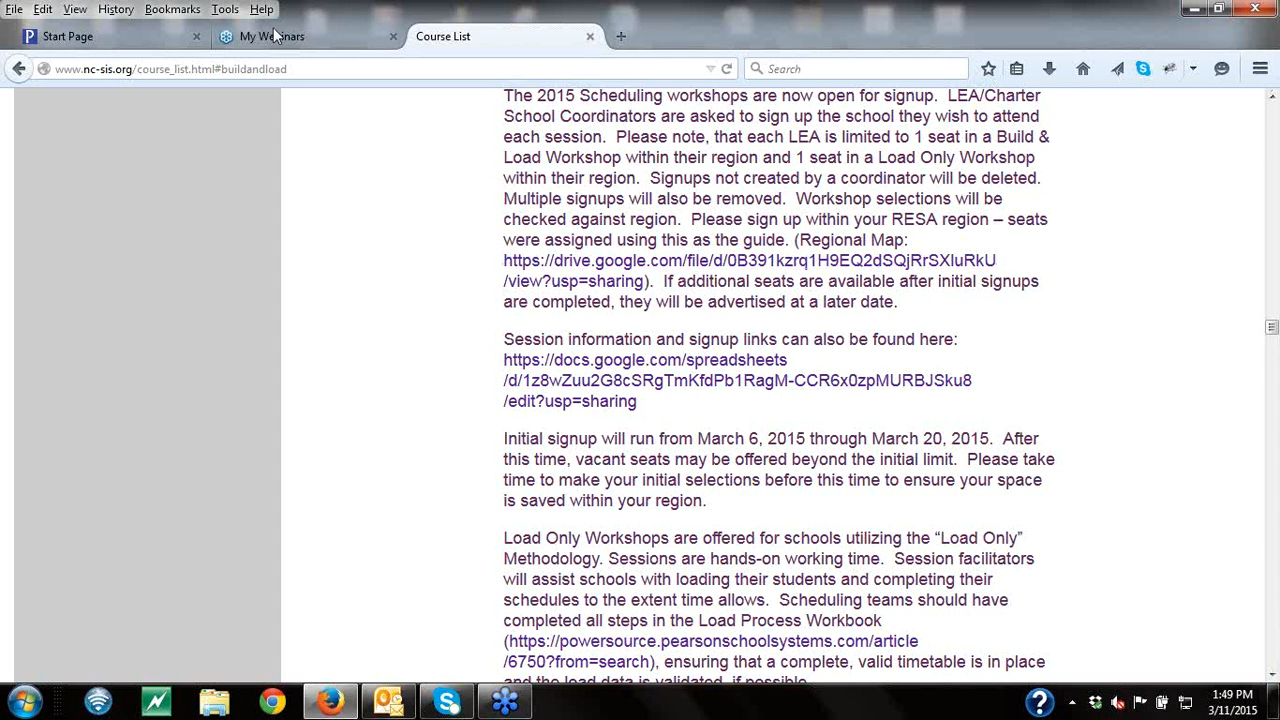 File Edit View History Bookmarks Tools Help
Start Page My Webinars Course List
www.nc-sis.org/course_list.html#buildandload Search
The 2015 Scheduling workshops are now open for signup. LEA/Charter
School Coordinators are asked to sign up the school they wish to attend
each session. Please note, that each LEA is limited to 1 seat in a Build &
Load Workshop within their region and 1 seat in a Load Only Workshop
within their region. Signups not created by a coordinator will be deleted.
Multiple signups will also be removed. Workshop selections will be
checked against region. Please sign up within your RESA region – seats
were assigned using this as the guide. (Regional Map:
https://drive.google.com/file/d/0B391kzrq1H9EQ2dSQjRrSXluRkU
/view?usp=sharing). If additional seats are available after initial signups
are completed, they will be advertised at a later date.
Session information and signup links can also be found here:
https://docs.google.com/spreadsheets
/d/1z8wZuu2G8cSRgTmKfdPb1RagM-CCR6x0zpMURBJSku8
/edit?usp=sharing
Initial signup will run from March 6, 2015 through March 20, 2015. After
this time, vacant seats may be offered beyond the initial limit. Please take
time to make your initial selections before this time to ensure your space
is saved within your region.
Load Only Workshops are offered for schools utilizing the “Load Only”
Methodology. Sessions are hands-on working time. Session facilitators
will assist schools with loading their students and completing their
schedules to the extent time allows. Scheduling teams should have
completed all steps in the Load Process Workbook
(https://powersource.pearsonschoolsystems.com/article
/6750?from=search), ensuring that a complete, valid timetable is in place
and the load data is validated, if possible.
1:49 PM
3/11/2015